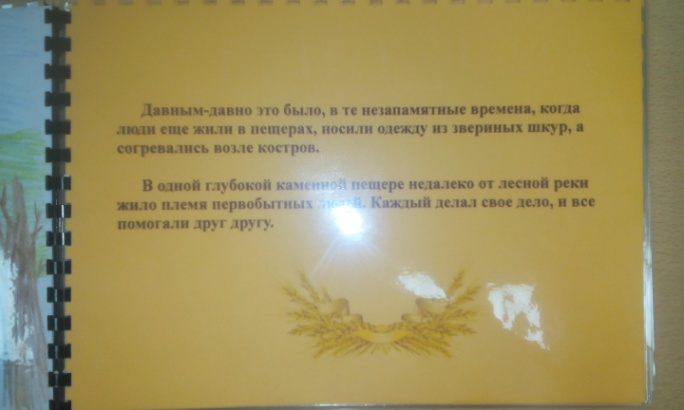 Давным-давно это было, в те незапамятные времена, когда
люди еще жили в пещерах, носили одежду из звериных шкур, а
согревались возле костров.
В одной глубокой каменной пещере недалеко от лесной реки
жило племя первобытных людей. Каждый делал свое дело, и все
помогали друг другу.